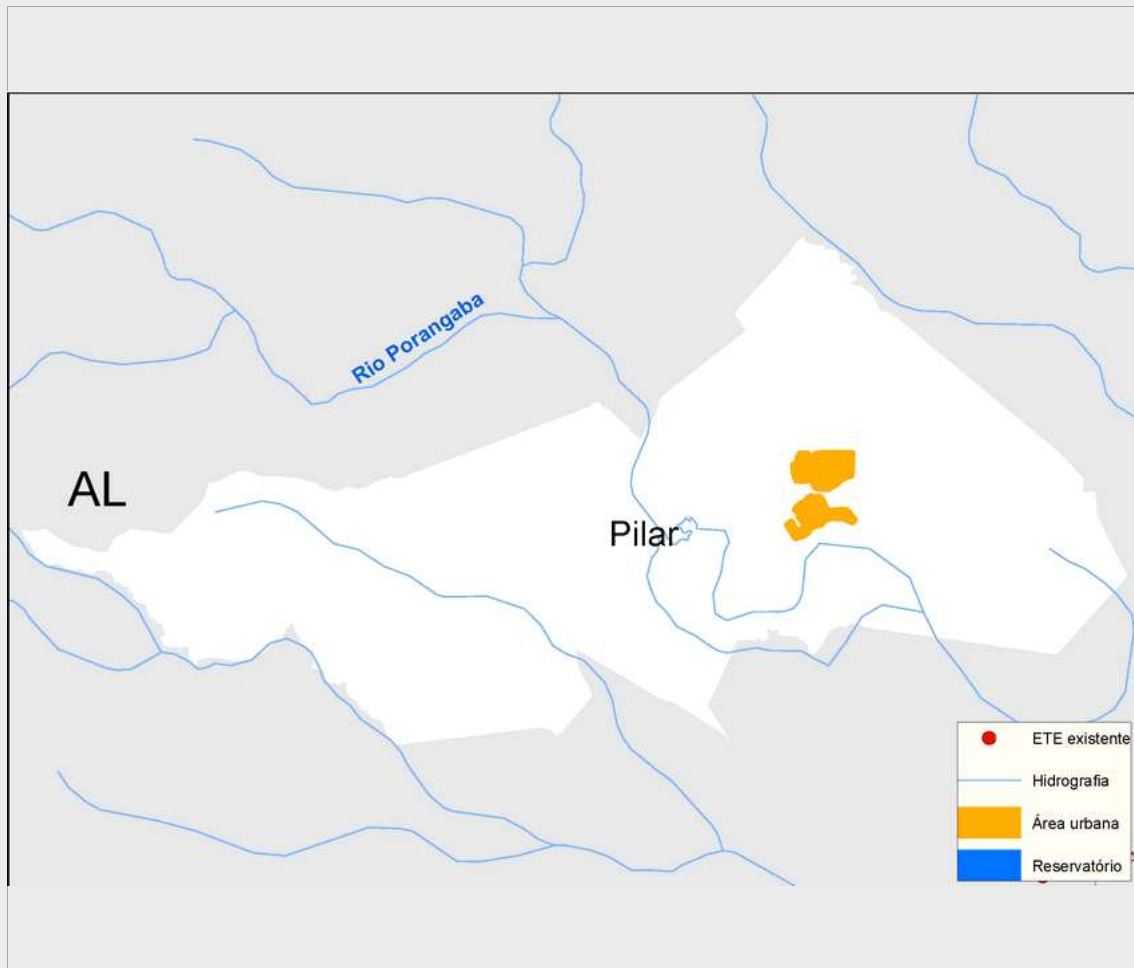 Rio Porangaba
AL
Pilar
ETE existente
Hidrografia
Área urbana
Reservatório